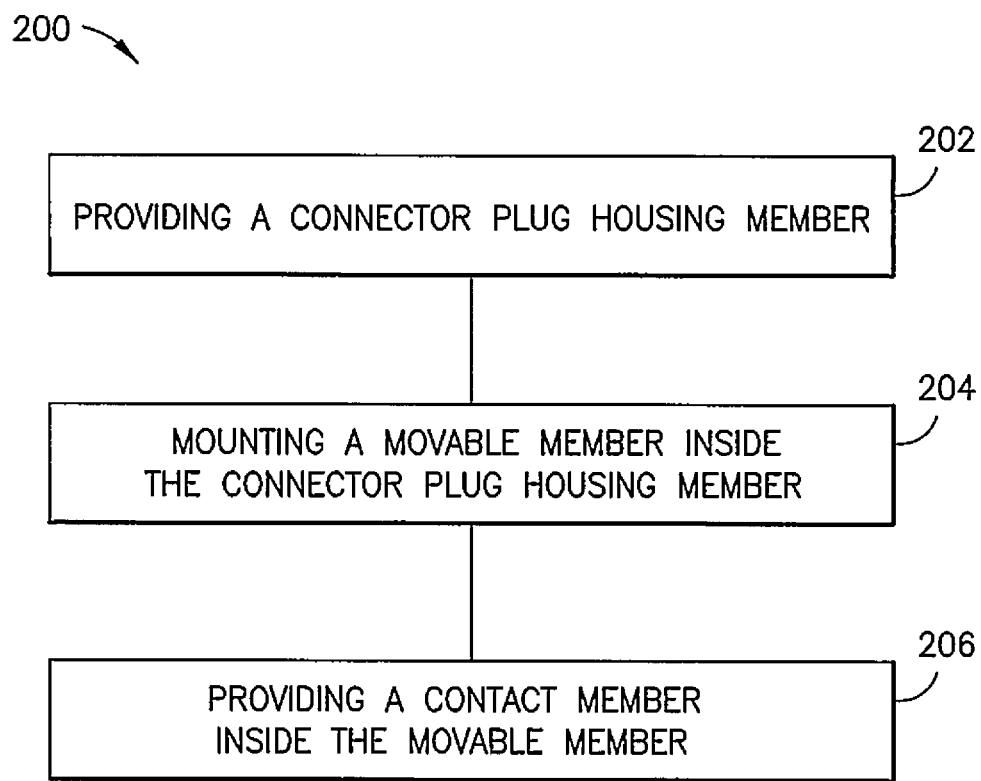 200
202
PROVIDING A CONNECTOR PLUG HOUSING MEMBER
204
MOUNTING A MOVABLE MEMBER INSIDE
THE CONNECTOR PLUG HOUSING MEMBER
206
PROVIDING A CONTACT MEMBER
INSIDE THE MOVABLE MEMBER